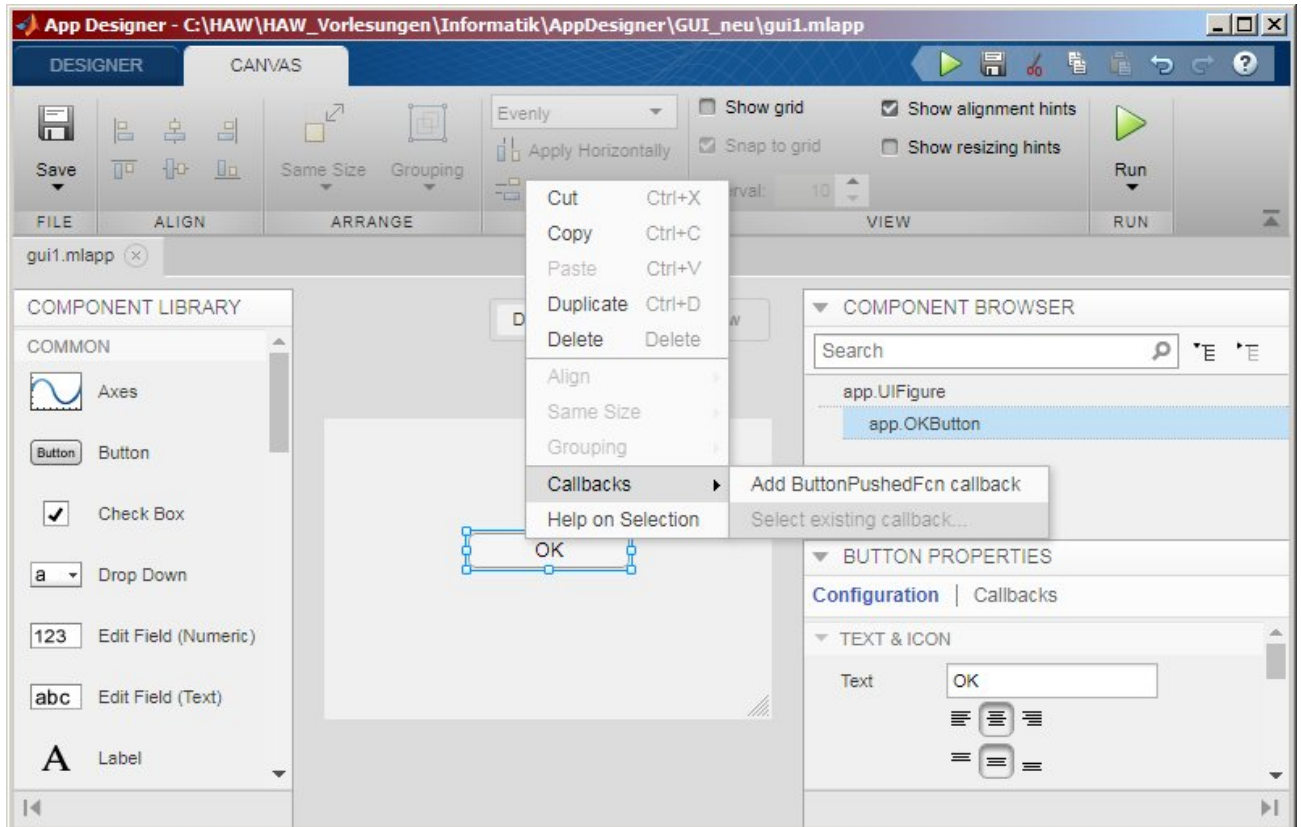 App Designer - C:\HAW\HAW_Vorlesungen\Informatik\AppDesigner\GUI_neu\gui1.mlapp
DESIGNER
CANVAS
?
Save
Same Size
Grouping
Evenly
Apply Horizontally
Show grid
Snap to grid
10
Show alignment hints
Show resizing hints
Run
FILE
ALIGN
ARRANGE
VIEW
RUN
gui1.mlapp
COMPONENT LIBRARY
COMMON
Axes
Button
Button
Check Box
a
Drop Down
123
Edit Field (Numeric)
abc
Edit Field (Text)
A
Label
Cut Ctrl+X
Copy Ctrl+C
Paste Ctrl+V
Duplicate Ctrl+D
Delete Delete
Align
Same Size
Grouping
Callbacks
Help on Selection
Add ButtonPushedFcn callback
Select existing callback...
OK
COMPONENT BROWSER
Search
app.UIFigure
app.OKButton
BUTTON PROPERTIES
Configuration | Callbacks
TEXT & ICON
Text OK